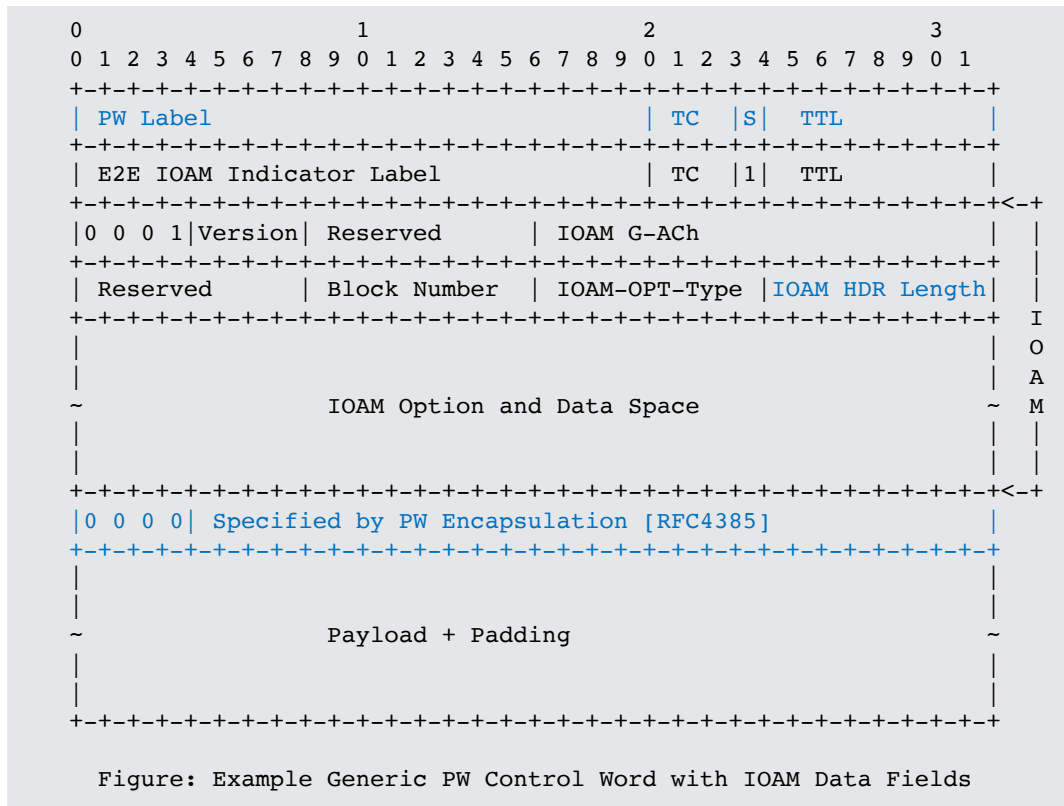 0                   1                   2                   3
0 1 2 3 4 5 6 7 8 9 0 1 2 3 4 5 6 7 8 9 0 1 2 3 4 5 6 7 8 9 0 1
+-+-+-+-+-+-+-+-+-+-+-+-+-+-+-+-+-+-+-+-+-+-+-+-+-+-+-+-+-+-+-+-+
| PW Label                              | TC  |S|  TTL          |
+-+-+-+-+-+-+-+-+-+-+-+-+-+-+-+-+-+-+-+-+-+-+-+-+-+-+-+-+-+-+-+-+
| E2E IOAM Indicator Label              | TC  |1|  TTL          |
+-+-+-+-+-+-+-+-+-+-+-+-+-+-+-+-+-+-+-+-+-+-+-+-+-+-+-+-+-+-+-+-+<-+
|0 0 0 1|Version| Reserved      | IOAM G-ACh                    |  |
+-+-+-+-+-+-+-+-+-+-+-+-+-+-+-+-+-+-+-+-+-+-+-+-+-+-+-+-+-+-+-+-+  |
| Reserved      | Block Number  | IOAM-OPT-Type |IOAM HDR Length|  |
+-+-+-+-+-+-+-+-+-+-+-+-+-+-+-+-+-+-+-+-+-+-+-+-+-+-+-+-+-+-+-+-+  I
|                                                               |  O
|                                                               |  A
~                 IOAM Option and Data Space                    ~  M
|                                                               |  |
|                                                               |  |
+-+-+-+-+-+-+-+-+-+-+-+-+-+-+-+-+-+-+-+-+-+-+-+-+-+-+-+-+-+-+-+-+<-+
|0 0 0 0| Specified by PW Encapsulation [RFC4385]               |
+-+-+-+-+-+-+-+-+-+-+-+-+-+-+-+-+-+-+-+-+-+-+-+-+-+-+-+-+-+-+-+-+
|                                                               |
|                                                               |
~                 Payload + Padding                             ~
|                                                               |
|                                                               |
+-+-+-+-+-+-+-+-+-+-+-+-+-+-+-+-+-+-+-+-+-+-+-+-+-+-+-+-+-+-+-+-+
Figure: Example Generic PW Control Word with IOAM Data Fields